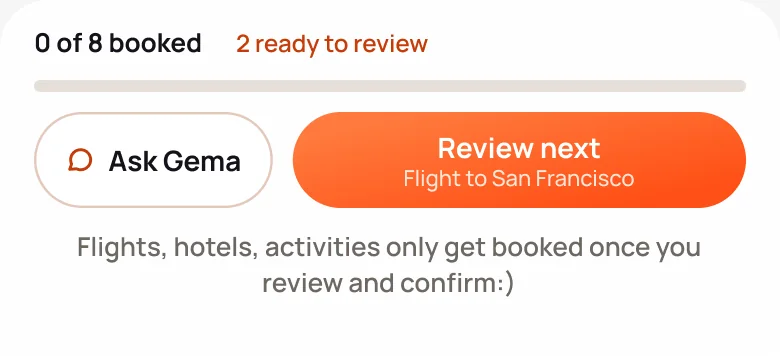 0 of 8 booked 2 ready to review
Ask Gema
Review next
Flight to San Francisco
Flights, hotels, activities only get booked once you
review and confirm:)